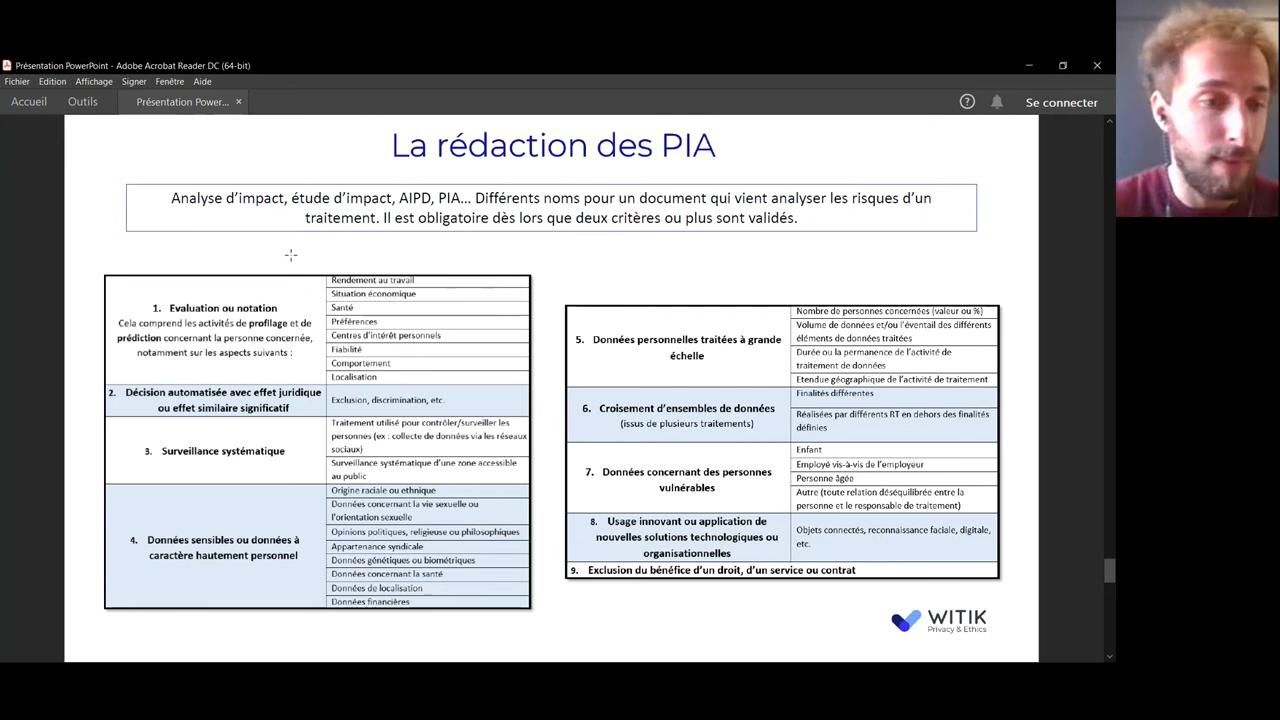 Présentation PowerPoint - Adobe Acrobat Reader DC (64-bit)
Fichier Edition Affichage Signer Fenêtre Aide
Accueil Outils Présentation Power... × Se connecter
La rédaction des PIA
Analyse d’impact, étude d’impact, AIPD, PIA... Différents noms pour un document qui vient analyser les risques d’un
traitement. Il est obligatoire dès lors que deux critères ou plus sont validés.
1. Evaluation ou notation
Cela comprend les activités de profilage et de
prédiction concernant la personne concernée,
notamment sur les aspects suivants :
Rendement au travail
Situation économique
Santé
Préférences
Centres d’intérêt personnels
Fiabilité
Comportement
Localisation
2. Décision automatisée avec effet juridique
ou effet similaire significatif
Exclusion, discrimination, etc.
3. Surveillance systématique
Traitement utilisé pour contrôler/surveiller les
personnes (ex : collecte de données via les réseaux
sociaux)
Surveillance systématique d’une zone accessible
au public
4. Données sensibles ou données à
caractère hautement personnel
Origine raciale ou ethnique
Données concernant la vie sexuelle ou
l’orientation sexuelle
Opinions politiques, religieuse ou philosophiques
Appartenance syndicale
Données génétiques ou biométriques
Données concernant la santé
Données de localisation
Données financières
5. Données personnelles traitées à grande
échelle
Nombre de personnes concernées (valeur ou %)
Volume de données et/ou l’éventail des différents
éléments de données traitées
Durée ou la permanence de l’activité de
traitement de données
Etendue géographique de l’activité de traitement
6. Croisement d’ensembles de données
(issus de plusieurs traitements)
Finalités différentes
Réalisées par différents RT en dehors des finalités
définies
7. Données concernant des personnes
vulnérables
Enfant
Employé vis-à-vis de l’employeur
Personne âgée
Autre (toute relation déséquilibrée entre la
personne et le responsable de traitement)
8. Usage innovant ou application de
nouvelles solutions technologiques ou
organisationnelles
Objets connectés, reconnaissance faciale, digitale,
etc.
9. Exclusion du bénéfice d’un droit, d’un service ou contrat
WITIK
Privacy & Ethics